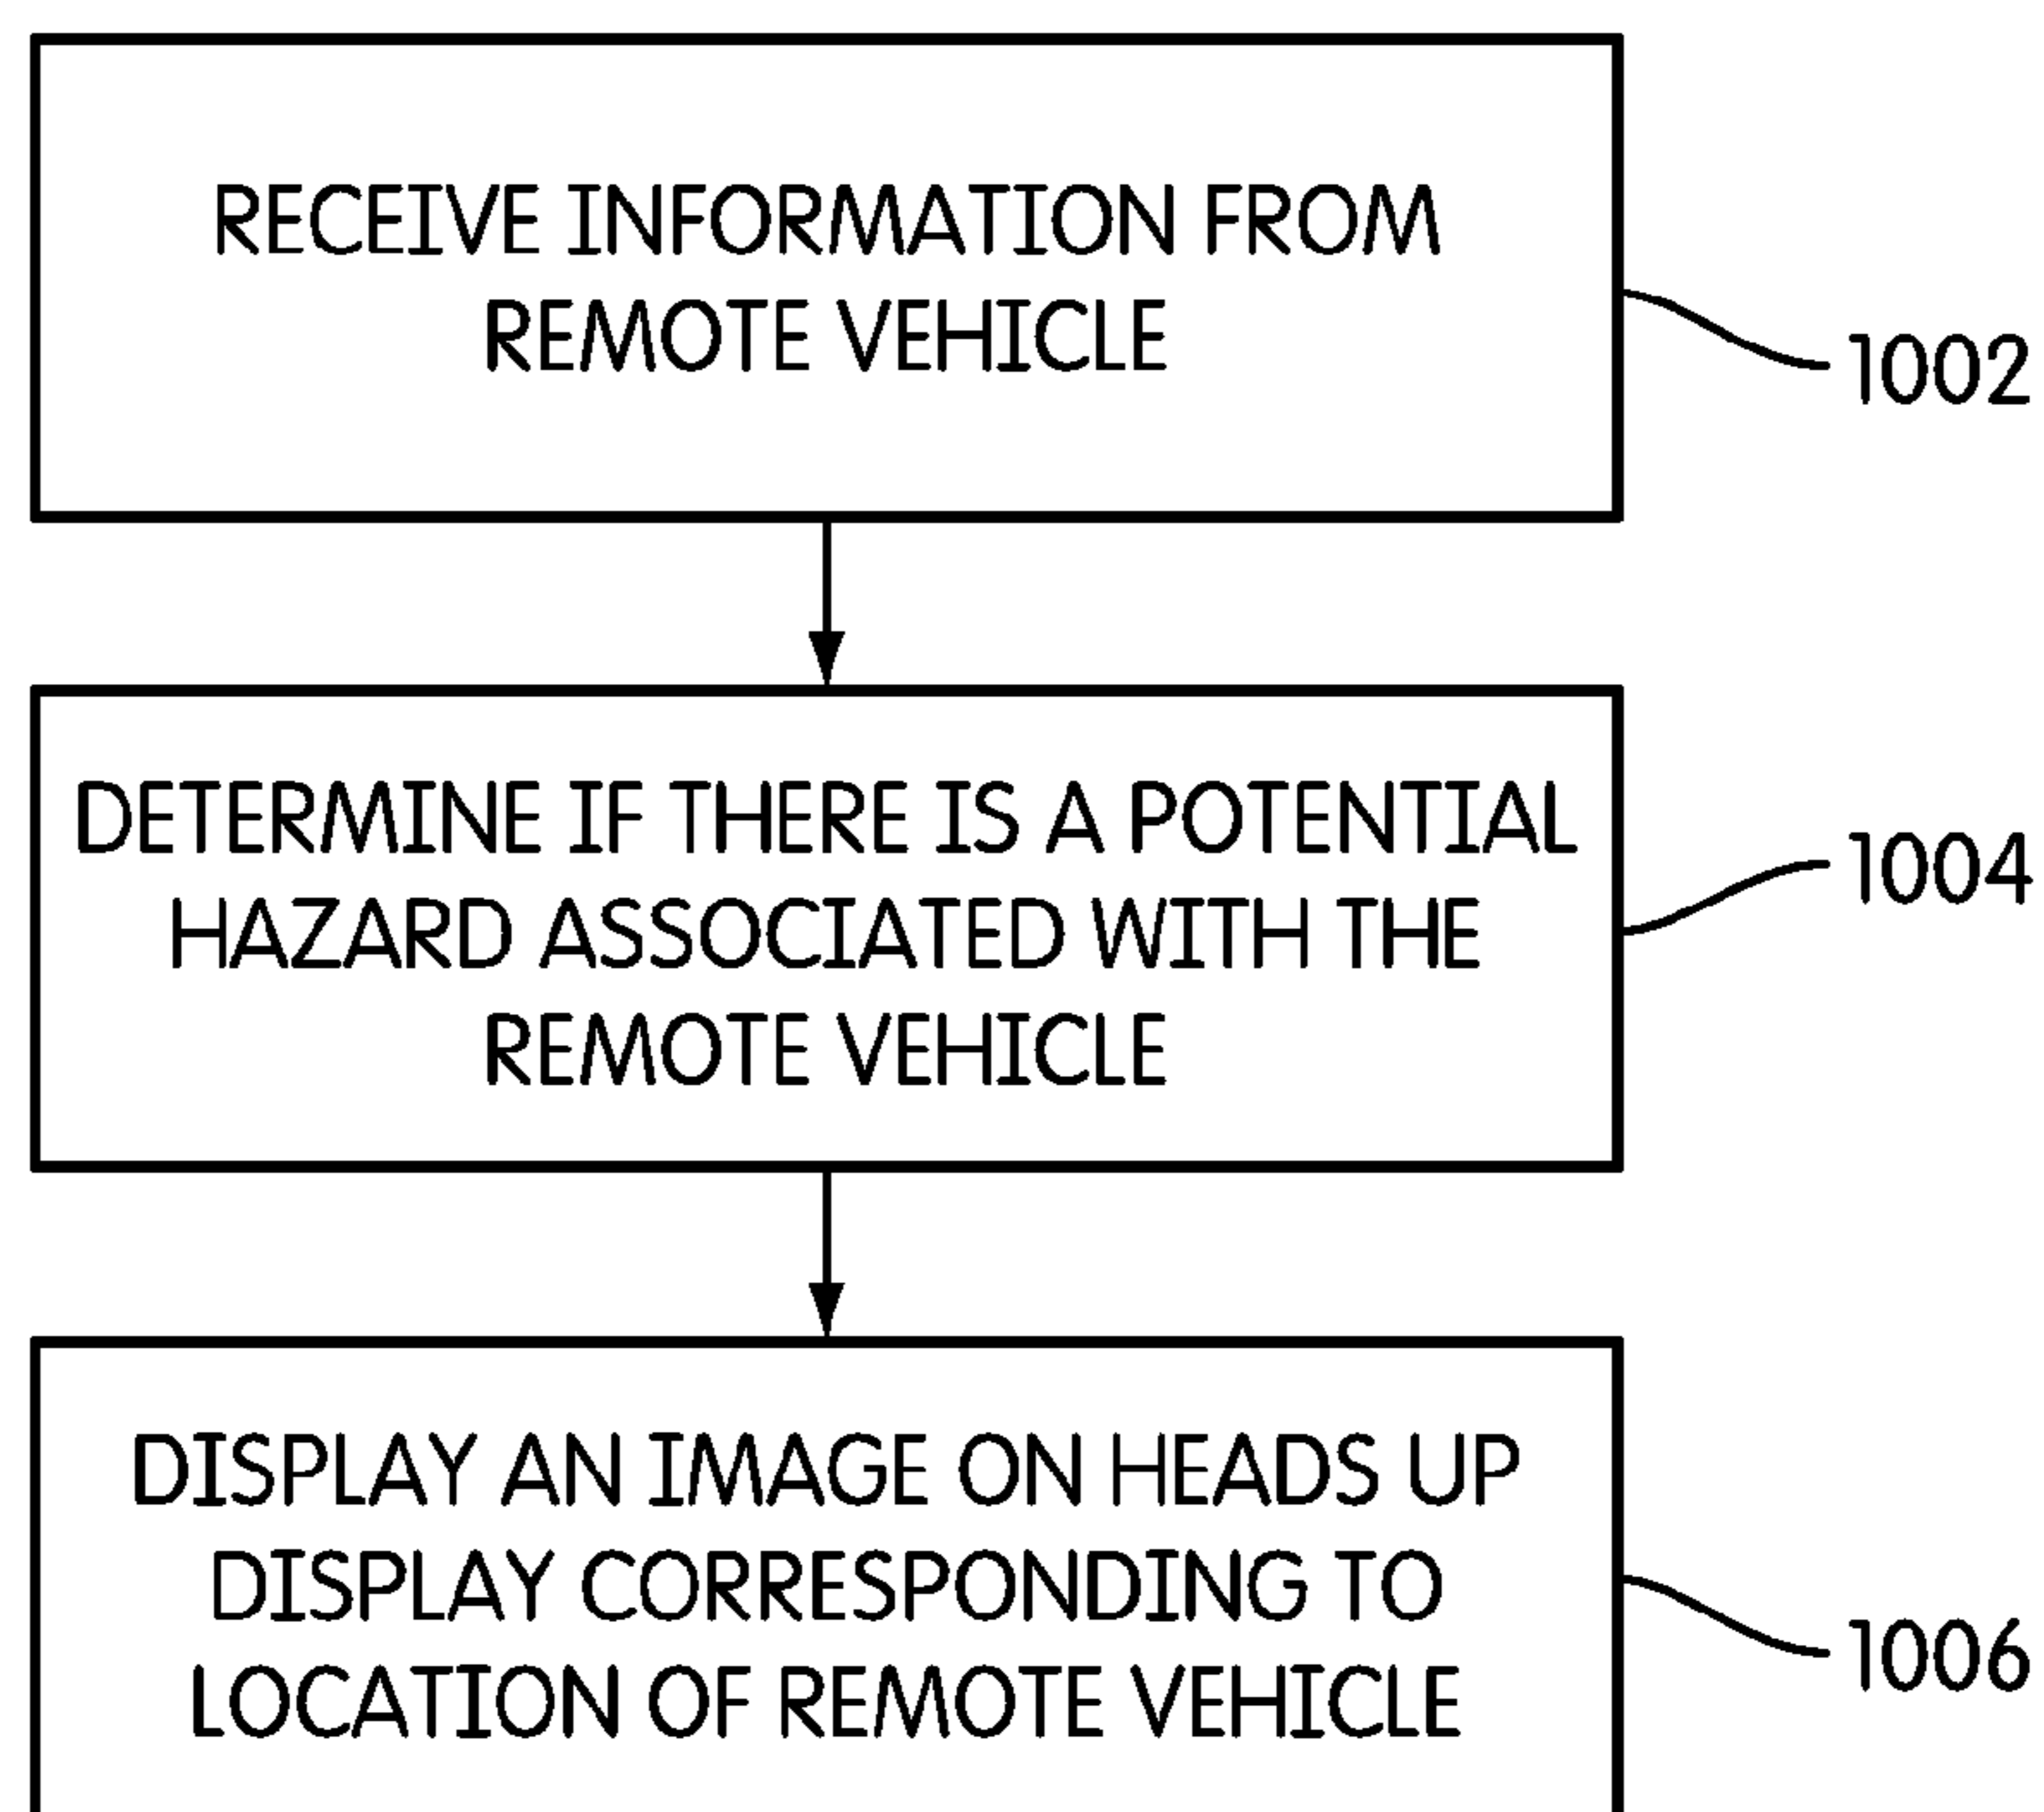 RECEIVE INFORMATION FROM
REMOTE VEHICLE
1002
DETERMINE IF THERE IS A POTENTIAL
HAZARD ASSOCIATED WITH THE
REMOTE VEHICLE
1004
DISPLAY AN IMAGE ON HEADS UP
DISPLAY CORRESPONDING TO
LOCATION OF REMOTE VEHICLE
1006